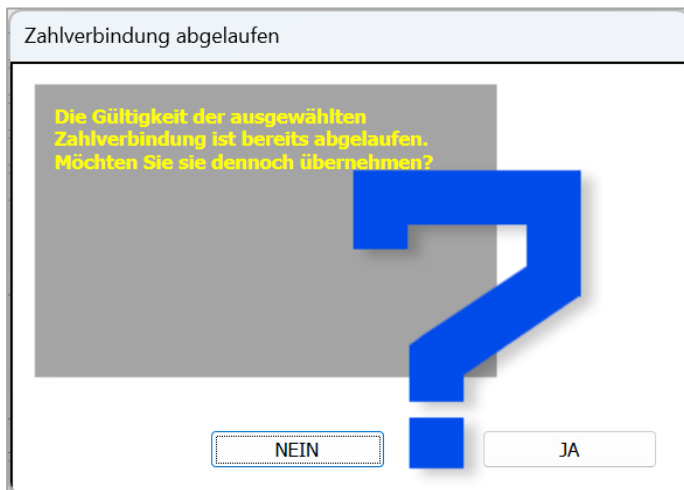 Zahlverbindung abgelaufen
Die Gültigkeit der ausgewählten
Zahlverbindung ist bereits abgelaufen.
Möchten Sie sie dennoch übernehmen?
?
NEIN
JA